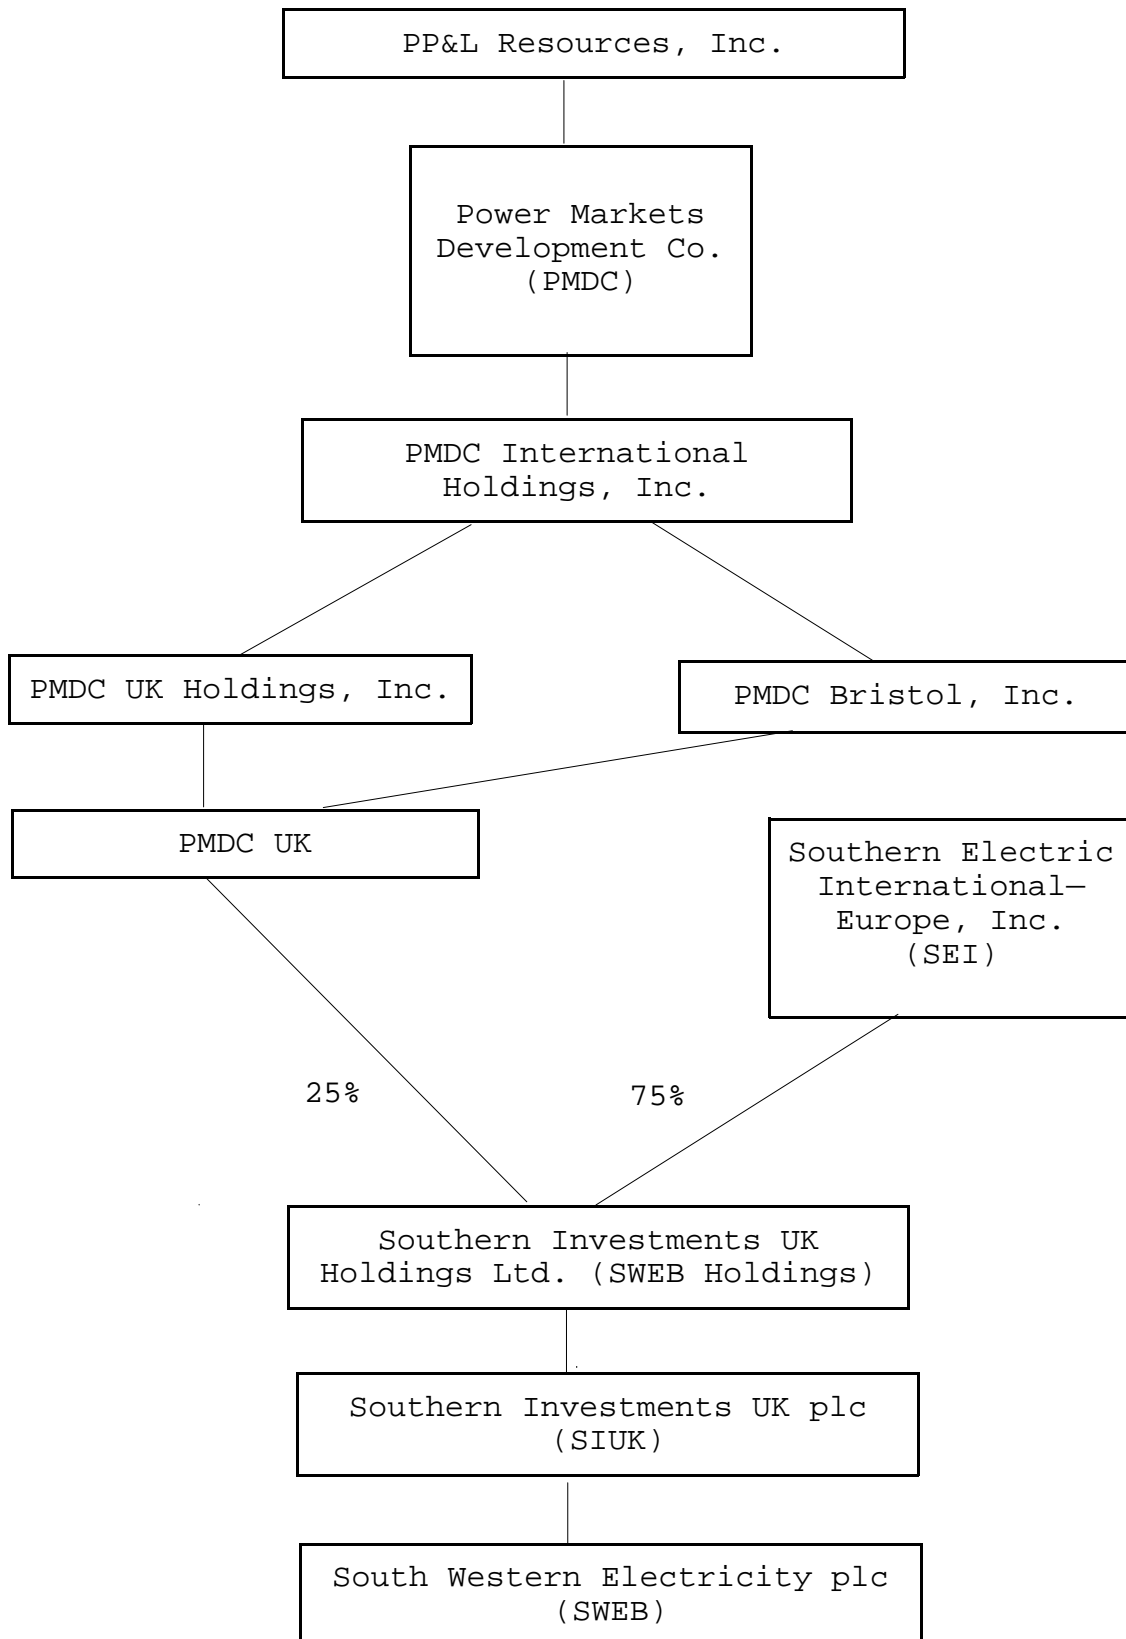 PP&L Resources, Inc.
Power Markets
Development Co.
(PMDC)
PMDC International
Holdings, Inc.
PMDC UK Holdings, Inc.
PMDC Bristol, Inc.
PMDC UK
Southern Electric
International—
Europe, Inc.
(SEI)
25%
75%
Southern Investments UK
Holdings Ltd. (SWEB Holdings)
Southern Investments UK plc
(SIUK)
South Western Electricity plc
(SWEB)